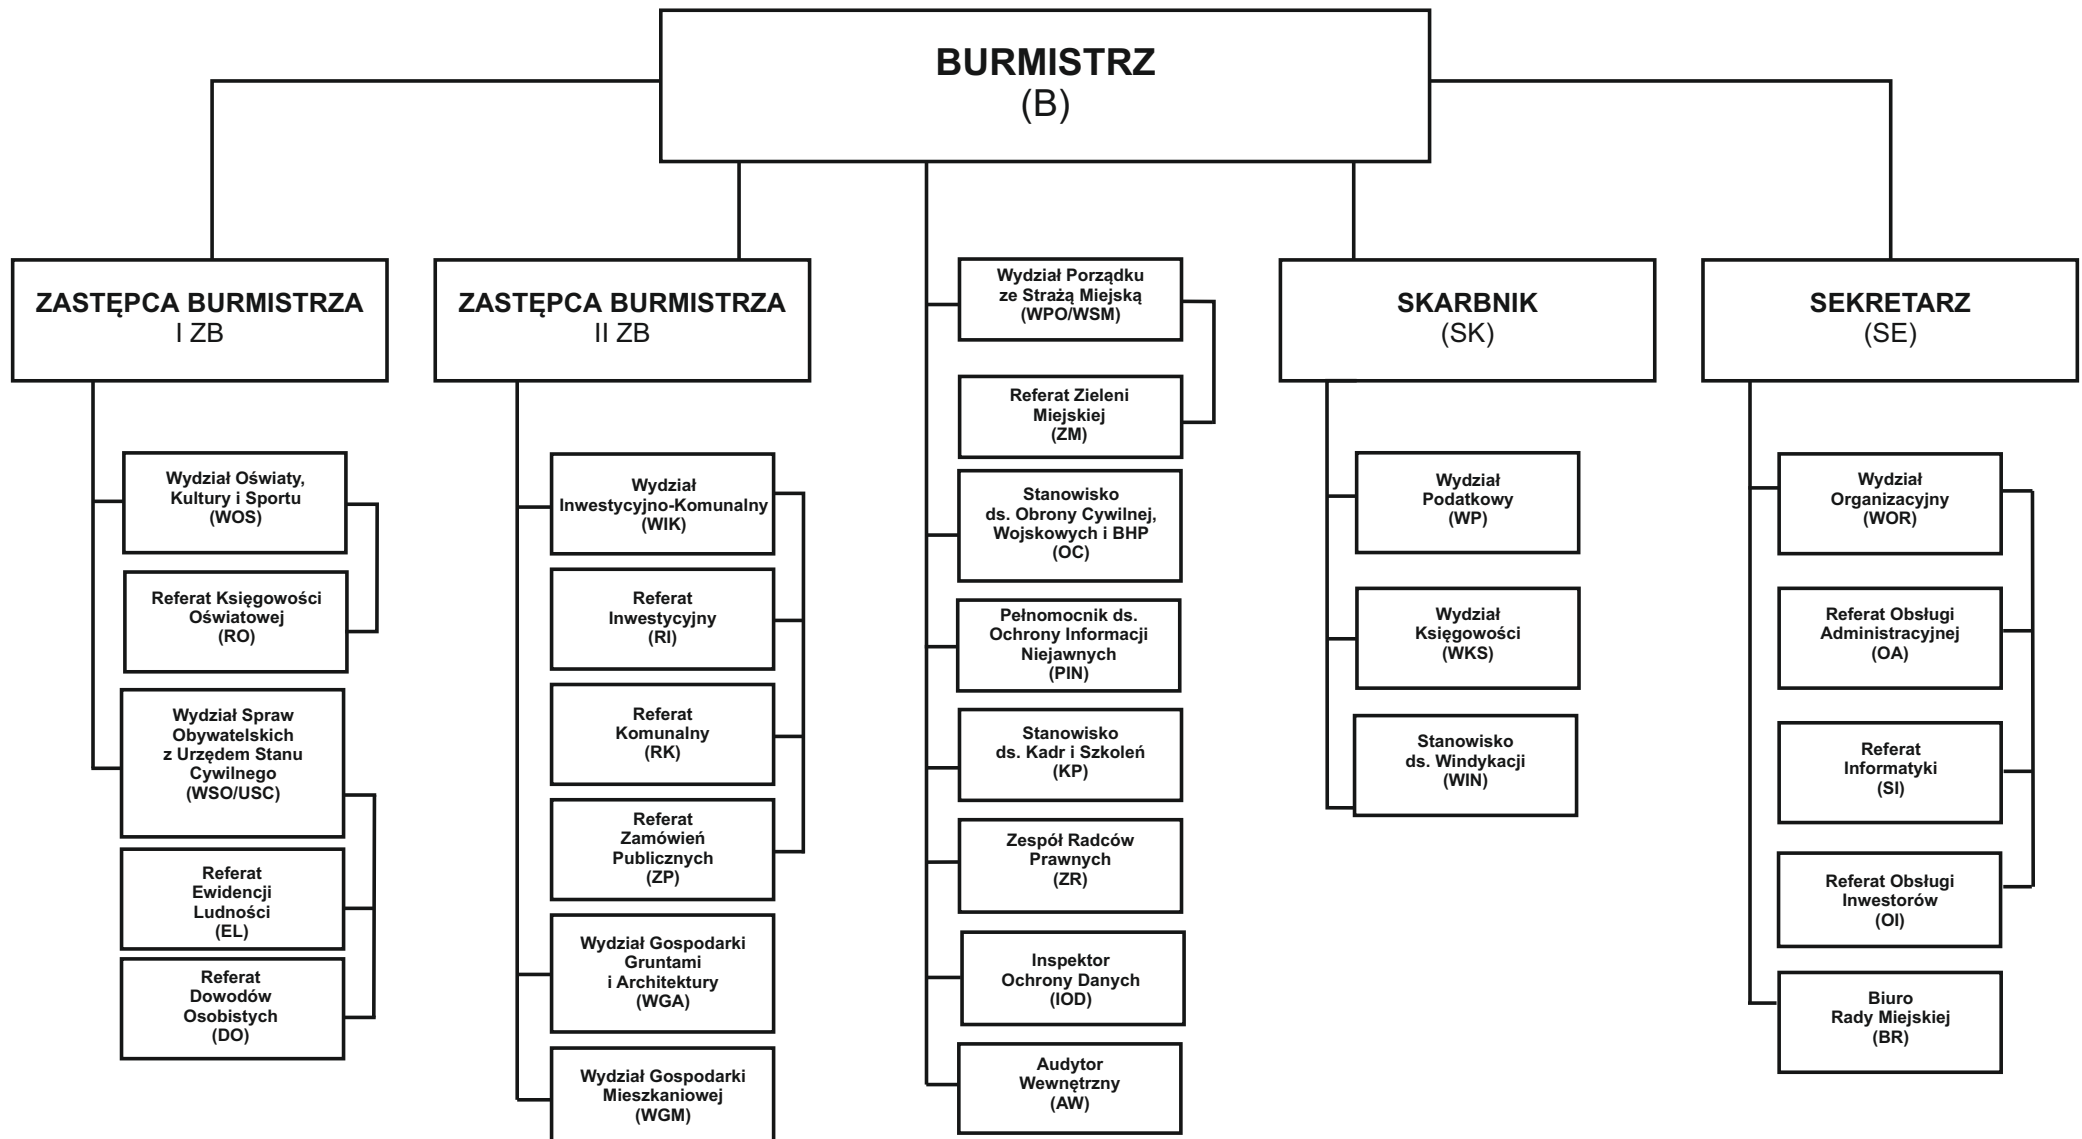 BURMISTRZ
(B)
ZASTĘPCA BURMISTRZA
I ZB
Wydział Oświaty,
Kultury i Sportu
(WOS)
Referat Księgowości
Oświatowej
(RO)
Wydział Spraw
Obywatelskich
z Urzędem Stanu
Cywilnego
(WSO/USC)
Referat
Ewidencji
Ludności
(EL)
Referat
Dowodów
Osobistych
(DO)
ZASTĘPCA BURMISTRZA
II ZB
Wydział
Inwestycyjno-Komunalny
(WIK)
Referat
Inwestycyjny
(RI)
Referat
Komunalny
(RK)
Referat
Zamówień
Publicznych
(ZP)
Wydział Gospodarki
Gruntami
i Architektury
(WGA)
Wydział Gospodarki
Mieszkaniowej
(WGM)
Wydział Porządku
ze Strażą Miejską
(WPO/WSM)
Referat Zieleni
Miejskiej
(ZM)
Stanowisko
ds. Obrony Cywilnej,
Wojskowych i BHP
(OC)
Pełnomocnik ds.
Ochrony Informacji
Niejawnych
(PIN)
Stanowisko
ds. Kadr i Szkoleń
(KP)
Zespół Radców
Prawnych
(ZR)
Inspektor
Ochrony Danych
(IOD)
Audytor
Wewnętrzny
(AW)
SKARBNIK
(SK)
Wydział
Podatkowy
(WP)
Wydział
Księgowości
(WKS)
Stanowisko
ds. Windykacji
(WIN)
SEKRETARZ
(SE)
Wydział
Organizacyjny
(WOR)
Referat Obsługi
Administracyjnej
(OA)
Referat
Informatyki
(SI)
Referat Obsługi
Inwestorów
(OI)
Biuro
Rady Miejskiej
(BR)